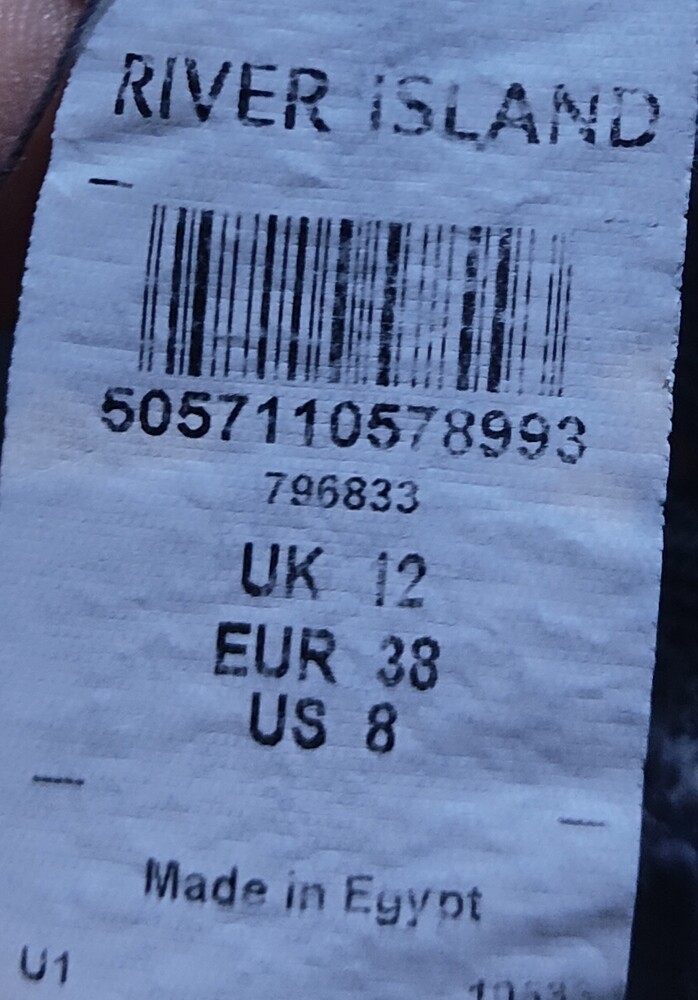 RIVER ISLAND
5057110578993
796833
UK 12
EUR 38
US 8
Made in Egypt
U1